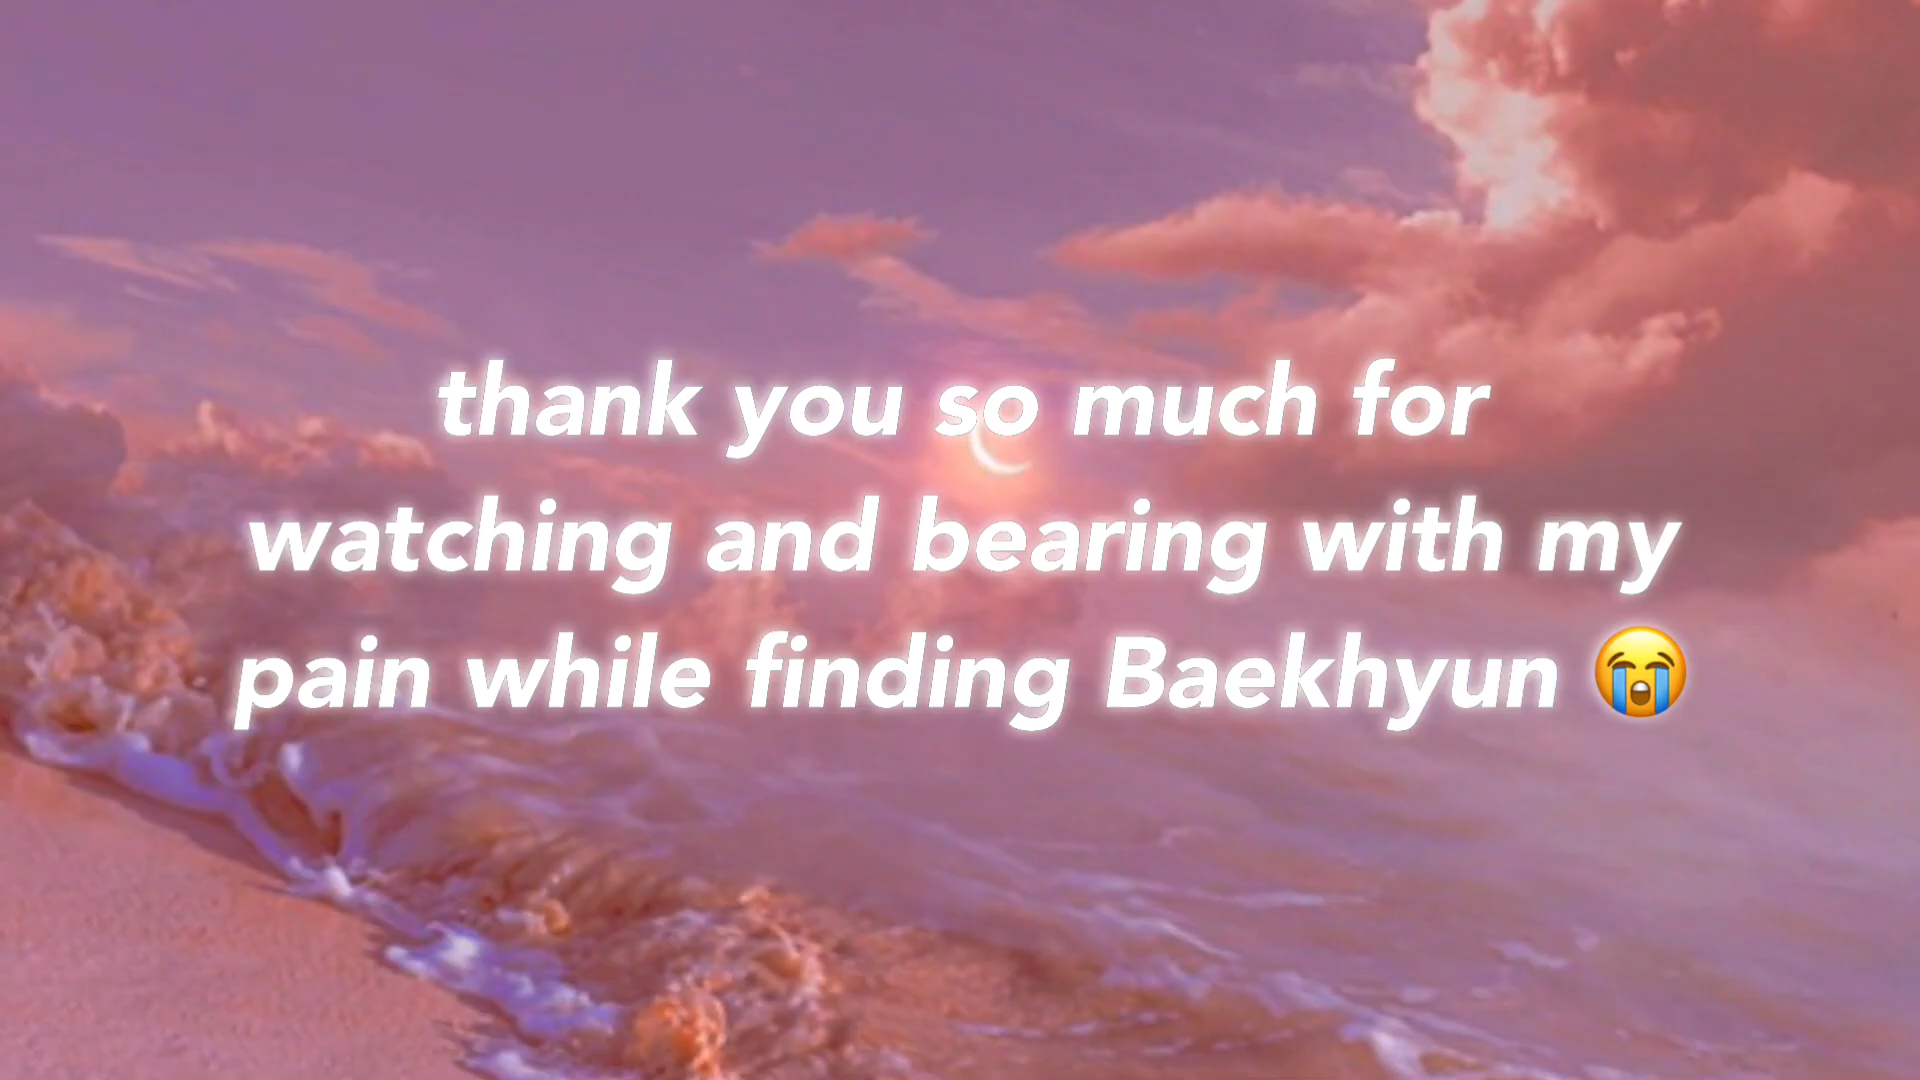 thank you so much for
watching and bearing with my
pain while finding Baekhyun 😭